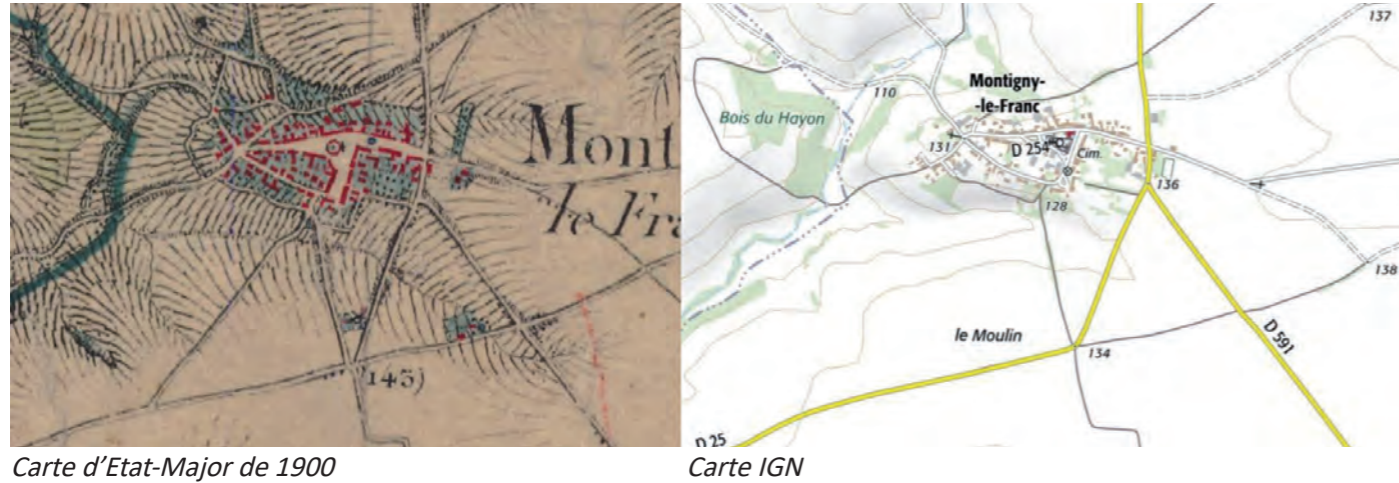 Mont
le Fra
145)
137
Montigny-
-le-Franc
110
Bois du Hayon
131
D 254
Cim.
136
128
138
le Moulin
D 591
134
D 25
Carte d'Etat-Major de 1900
Carte IGN